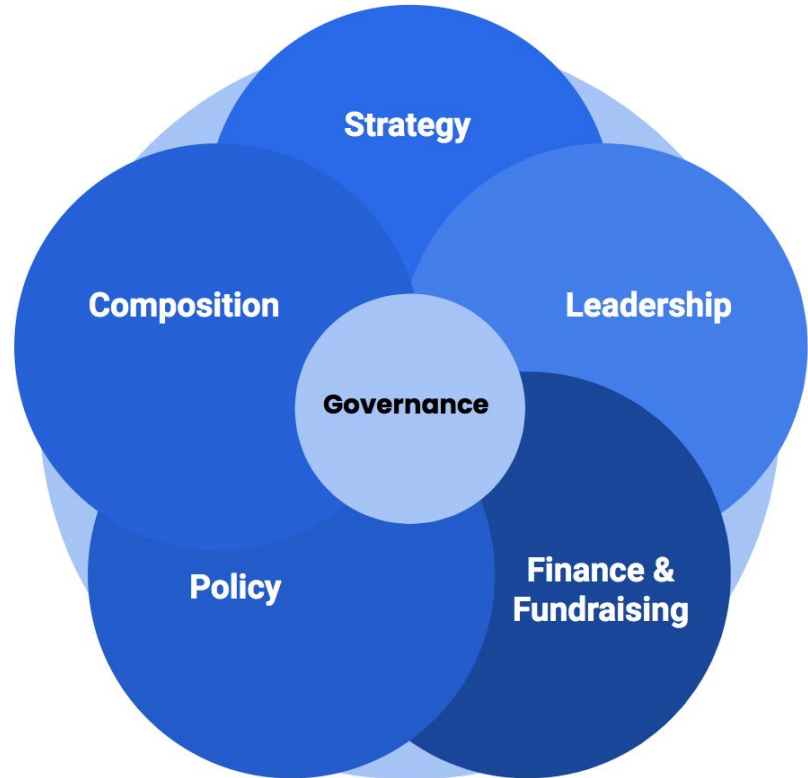 Strategy
Composition
Leadership
Governance
Policy
Finance &
Fundraising